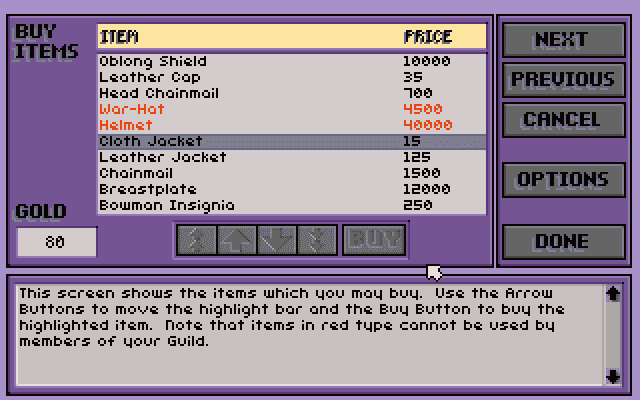 BUY
ITEMS
ITEM PRICE
Oblong Shield 10000
Leather Cap 35
Head Chainmail 700
War-Hat 4500
Helmet 40000
Cloth Jacket 15
Leather Jacket 125
Chainmail 1500
Breastplate 12000
Bowman Insignia 250
GOLD
80
BUY
NEXT
PREVIOUS
CANCEL
OPTIONS
DONE
This screen shows the items which you may buy. Use the Arrow
Buttons to move the highlight bar and the Buy Button to buy the
highlighted item. Note that items in red type cannot be used by
members of your Guild.